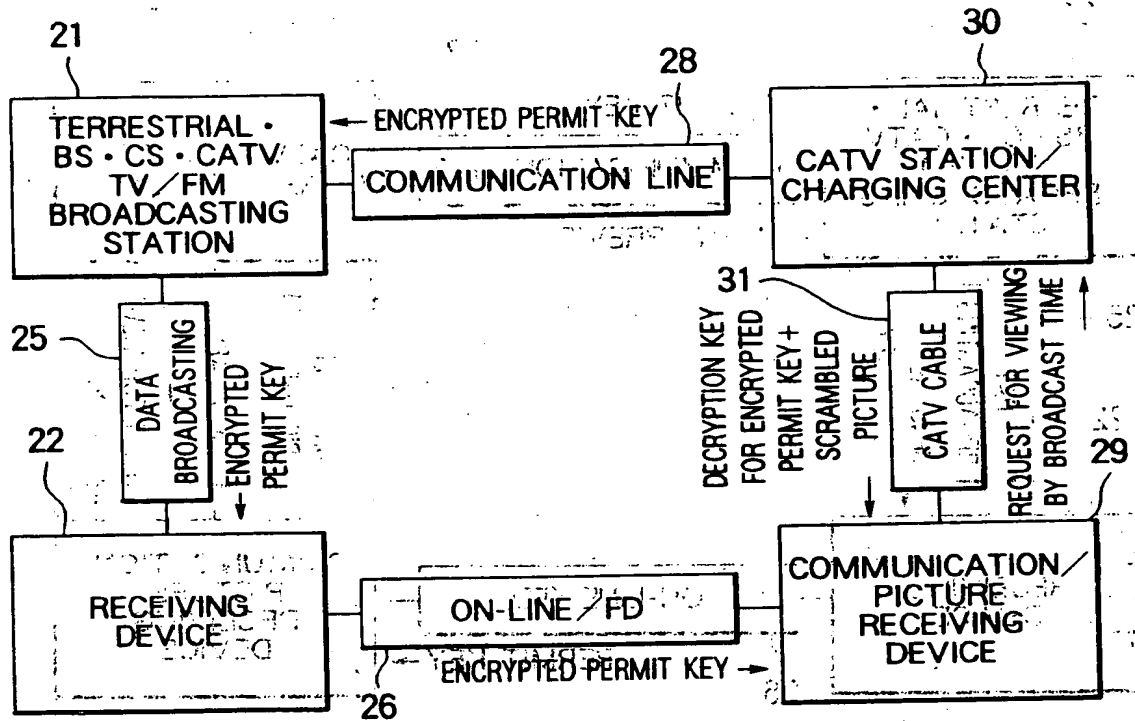 21
30
28
← ENCRYPTED PERMIT KEY
TERRESTRIAL・
BS・CS・CATV
TV/FM
BROADCASTING
STATION
COMMUNICATION LINE
CATV STATION/
CHARGING CENTER
25
DATA
BROADCASTING
ENCRYPTED
PERMIT KEY
31
DECRYPTION KEY
FOR ENCRYPTED
PERMIT KEY+
SCRAMBLED
PICTURE
CATV CABLE
REQUEST FOR VIEWING
BY BROADCAST TIME
22
29
RECEIVING
DEVICE
ON-LINE/FD
COMMUNICATION/
PICTURE
RECEIVING
DEVICE
26
ENCRYPTED PERMIT KEY →